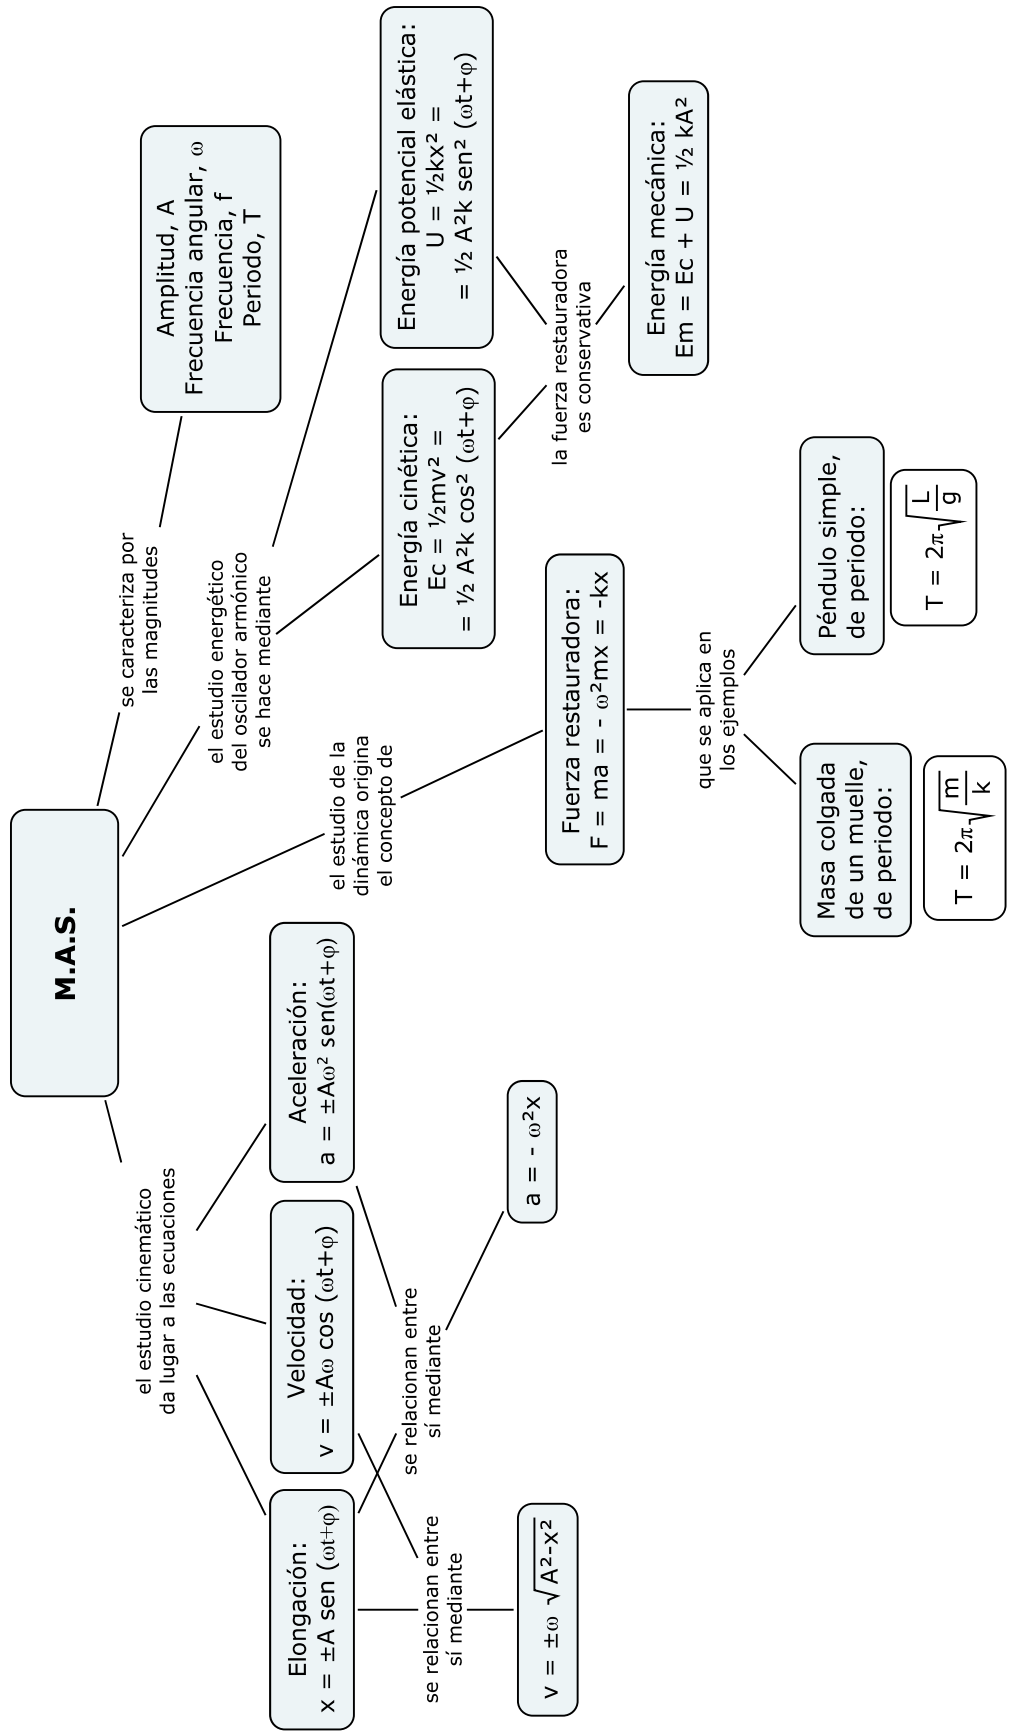 M.A.S.
el estudio cinemático
da lugar a las ecuaciones
Elongación:
x = ±A sen (ωt+φ)
Velocidad:
v = ±Aω cos (ωt+φ)
Aceleración:
a = ±Aω² sen(ωt+φ)
se relacionan entre
sí mediante
v = ±ω √A²-x²
se relacionan entre
sí mediante
a = - ω²x
el estudio de la
dinámica origina
el concepto de
Fuerza restauradora:
F = ma = - ω²mx = -kx
que se aplica en
los ejemplos
Masa colgada
de un muelle,
de periodo:
T = 2π√m/k
Péndulo simple,
de periodo:
T = 2π√L/g
el estudio energético
del oscilador armónico
se hace mediante
Energía cinética:
Ec = ½mv² =
= ½ A²k cos² (ωt+φ)
Energía potencial elástica:
U = ½kx² =
= ½ A²k sen² (ωt+φ)
la fuerza restauradora
es conservativa
Energía mecánica:
Em = Ec + U = ½ kA²
se caracteriza por
las magnitudes
Amplitud, A
Frecuencia angular, ω
Frecuencia, f
Periodo, T